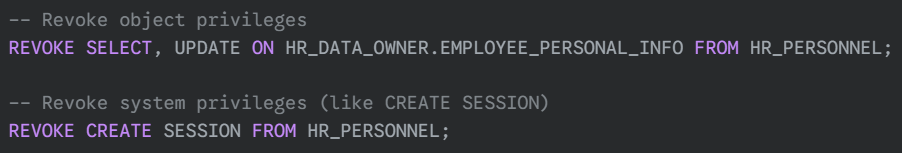 -- Revoke object privileges
REVOKE SELECT, UPDATE ON HR_DATA_OWNER.EMPLOYEE_PERSONAL_INFO FROM HR_PERSONNEL;
-- Revoke system privileges (like CREATE SESSION)
REVOKE CREATE SESSION FROM HR_PERSONNEL;